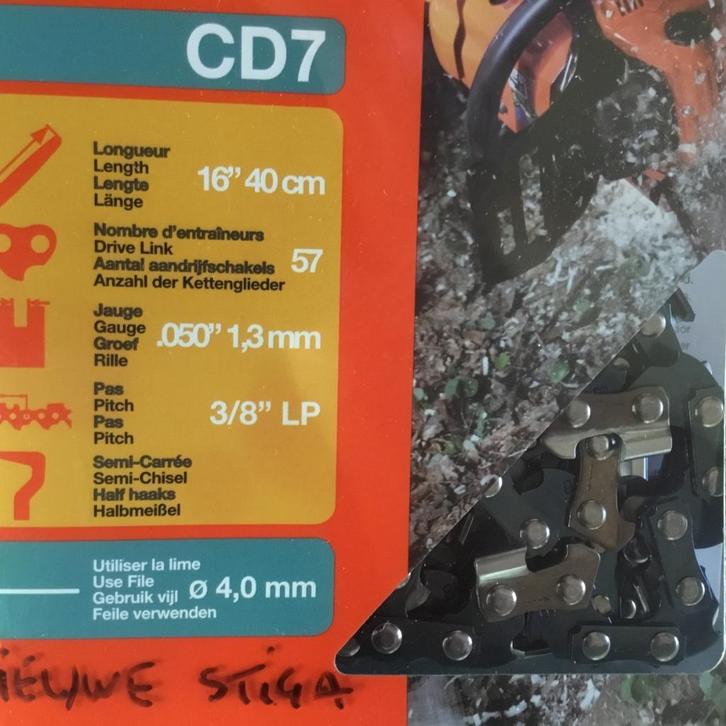 CD7
Longueur
Length
Lengte
Länge
16" 40 cm
Nombre d'entraîneurs
Drive Link
Aantal aandrijfschakels
Anzahl der Kettenglieder
57
Jauge
Gauge
Groef
Rille
.050" 1,3 mm
Pas
Pitch
Pas
Pitch
3/8" LP
Semi-Carrée
Semi-Chisel
Half haaks
Halbmeißel
Utiliser la lime
Use File
Gebruik vijl
Feile verwenden
ø 4,0 mm
IEUWE STIGA